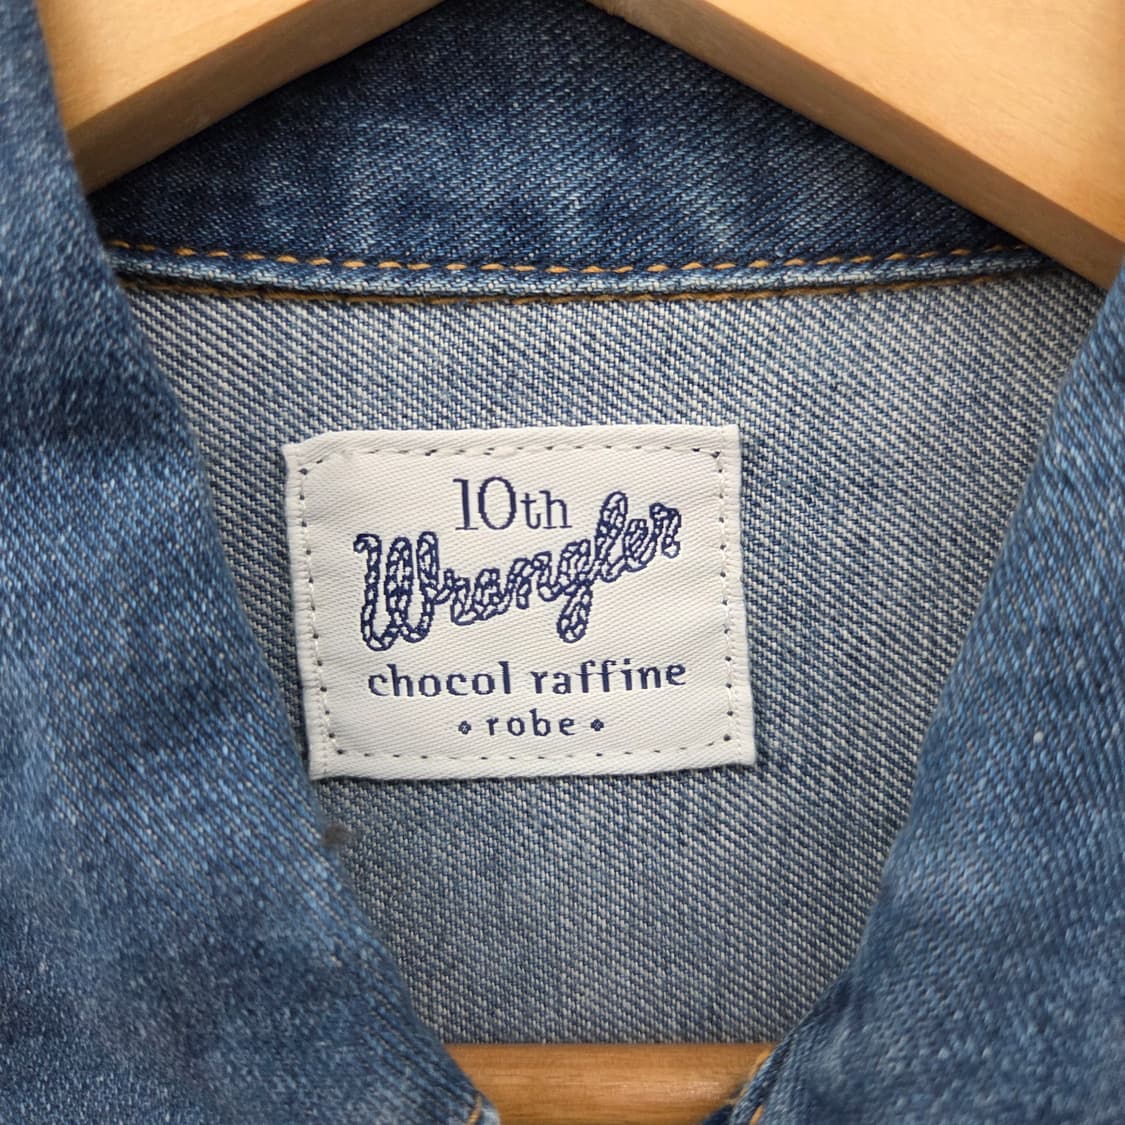 10th
Wrangler
chocol raffine
• robe •